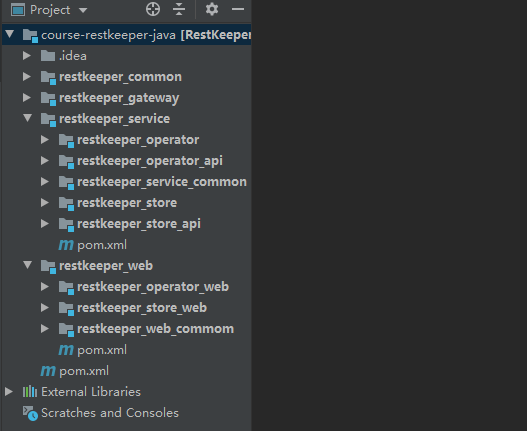 Project
course-restkeeper-java [RestKeeper
.idea
restkeeper_common
restkeeper_gateway
restkeeper_service
restkeeper_operator
restkeeper_operator_api
restkeeper_service_common
restkeeper_store
restkeeper_store_api
m pom.xml
restkeeper_web
restkeeper_operator_web
restkeeper_store_web
restkeeper_web_commom
m pom.xml
m pom.xml
External Libraries
Scratches and Consoles